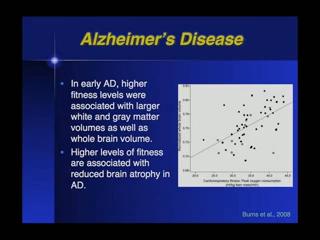 Alzheimer's Disease
In early AD, higher
fitness levels were
associated with larger
white and gray matter
volumes as well as
whole brain volume.
Higher levels of fitness
are associated with
reduced brain atrophy in
AD.
Cardiorespiratory fitness: Peak oxygen consumption
Burns et al., 2008